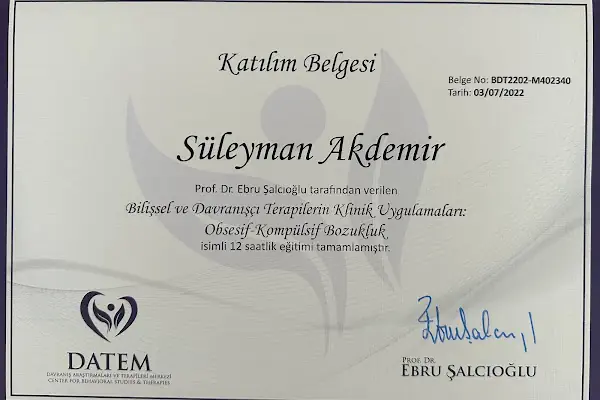 Katılım Belgesi
Belge No: BDT2202-M402340
Tarih: 03/07/2022
Süleyman Akdemir
Prof. Dr. Ebru Şalcıoğlu tarafından verilen
Bilişsel ve Davranışçı Terapilerin Klinik Uygulamaları:
Obsesif-Kompülsif Bozukluk
isimli 12 saatlik eğitimi tamamlamıştır.
DATEM
DAVRANIŞ ARAŞTIRMALARI VE TERAPİLERİ MERKEZİ
CENTER FOR BEHAVIORAL STUDIES & THERAPIES
Ebru Şalcıoğlu
PROF. DR.
EBRU ŞALCIOĞLU